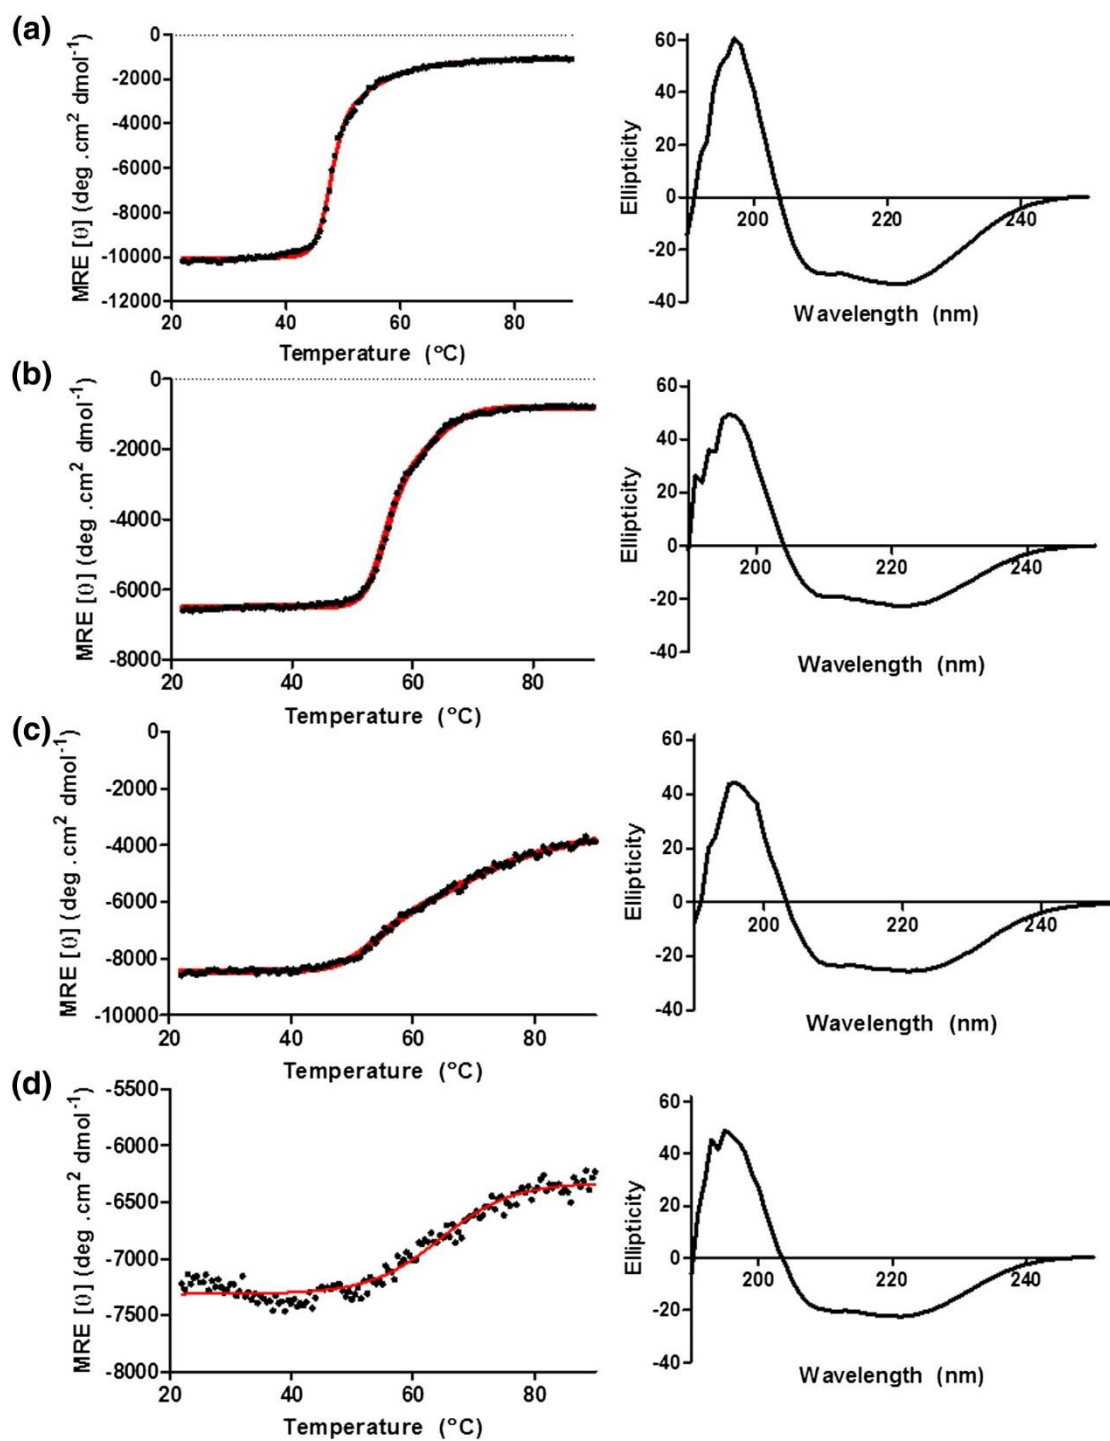 (a)
MRE [θ] (deg .cm² dmol⁻¹)
0
-2000
-4000
-6000
-8000
-10000
-12000
20 40 60 80
Temperature (°C)
Ellipticity
60
40
20
0
-20
-40
200 220 240
Wavelength (nm)
(b)
MRE [θ] (deg .cm² dmol⁻¹)
0
-2000
-4000
-6000
-8000
20 40 60 80
Temperature (°C)
Ellipticity
60
40
20
0
-20
-40
200 220 240
Wavelength (nm)
(c)
MRE [θ] (deg .cm² dmol⁻¹)
0
-2000
-4000
-6000
-8000
-10000
20 40 60 80
Temperature (°C)
Ellipticity
60
40
20
0
-20
-40
200 220 240
Wavelength (nm)
(d)
MRE [θ] (deg .cm² dmol⁻¹)
-5500
-6000
-6500
-7000
-7500
-8000
20 40 60 80
Temperature (°C)
Ellipticity
60
40
20
0
-20
-40
200 220 240
Wavelength (nm)